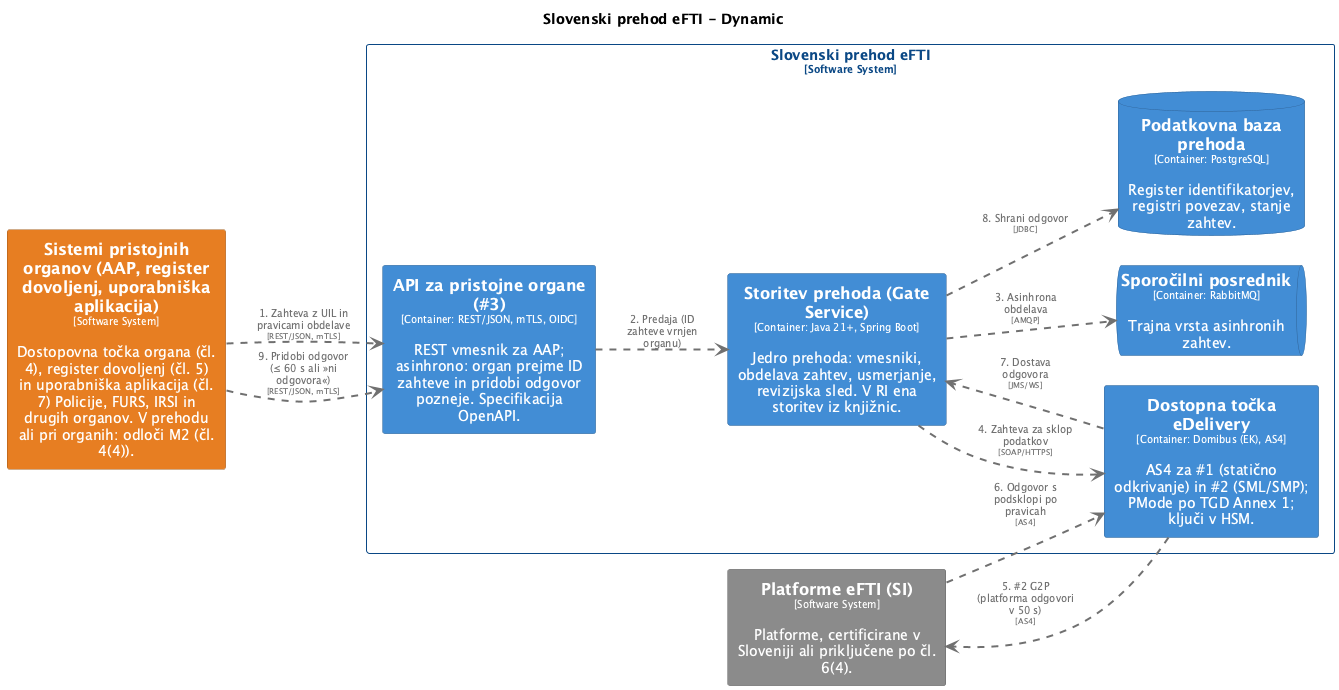 Slovenski prehod eFTI – Dynamic
Slovenski prehod eFTI
[Software System]
Podatkovna baza
prehoda
[Container: PostgreSQL]
Register identifikatorjev,
registri povezav, stanje
zahtev.
8. Shrani odgovor
[JDBC]
Sistemi pristojnih
organov (AAP, register
dovoljenj, uporabniška
aplikacija)
[Software System]
Dostopovna točka organa (čl.
4), register dovoljenj (čl. 5)
in uporabniška aplikacija (čl.
7) Policije, FURS, IRSI in
drugih organov. V prehodu
ali pri organih: odloči M2 (čl.
4(4)).
1. Zahteva z UIL in
pravicami obdelave
[REST/JSON, mTLS]
9. Pridobi odgovor
(≤ 60 s ali »ni
odgovora«)
[REST/JSON, mTLS]
API za pristojne organe
(#3)
[Container: REST/JSON, mTLS, OIDC]
REST vmesnik za AAP;
asinhrono: organ prejme ID
zahteve in pridobi odgovor
pozneje. Specifikacija
OpenAPI.
2. Predaja (ID
zahteve vrnjen
organu)
Storitev prehoda (Gate
Service)
[Container: Java 21+, Spring Boot]
Jedro prehoda: vmesniki,
obdelava zahtev, usmerjanje,
revizijska sled. V RI ena
storitev iz knjižnic.
3. Asinhrona
obdelava
[AMQP]
Sporočilni posrednik
[Container: RabbitMQ]
Trajna vrsta asinhronih
zahtev.
7. Dostava
odgovora
[JMS/WS]
4. Zahteva za sklop
podatkov
[SOAP/HTTPS]
Dostopna točka
eDelivery
[Container: Domibus (EK), AS4]
AS4 za #1 (statično
odkrivanje) in #2 (SML/SMP);
PMode po TGD Annex 1;
ključi v HSM.
6. Odgovor s
podsklopi po
pravicah
[AS4]
5. #2 G2P
(platforma odgovori
v 50 s)
[AS4]
Platforme eFTI (SI)
[Software System]
Platforme, certificirane v
Sloveniji ali priključene po čl.
6(4).